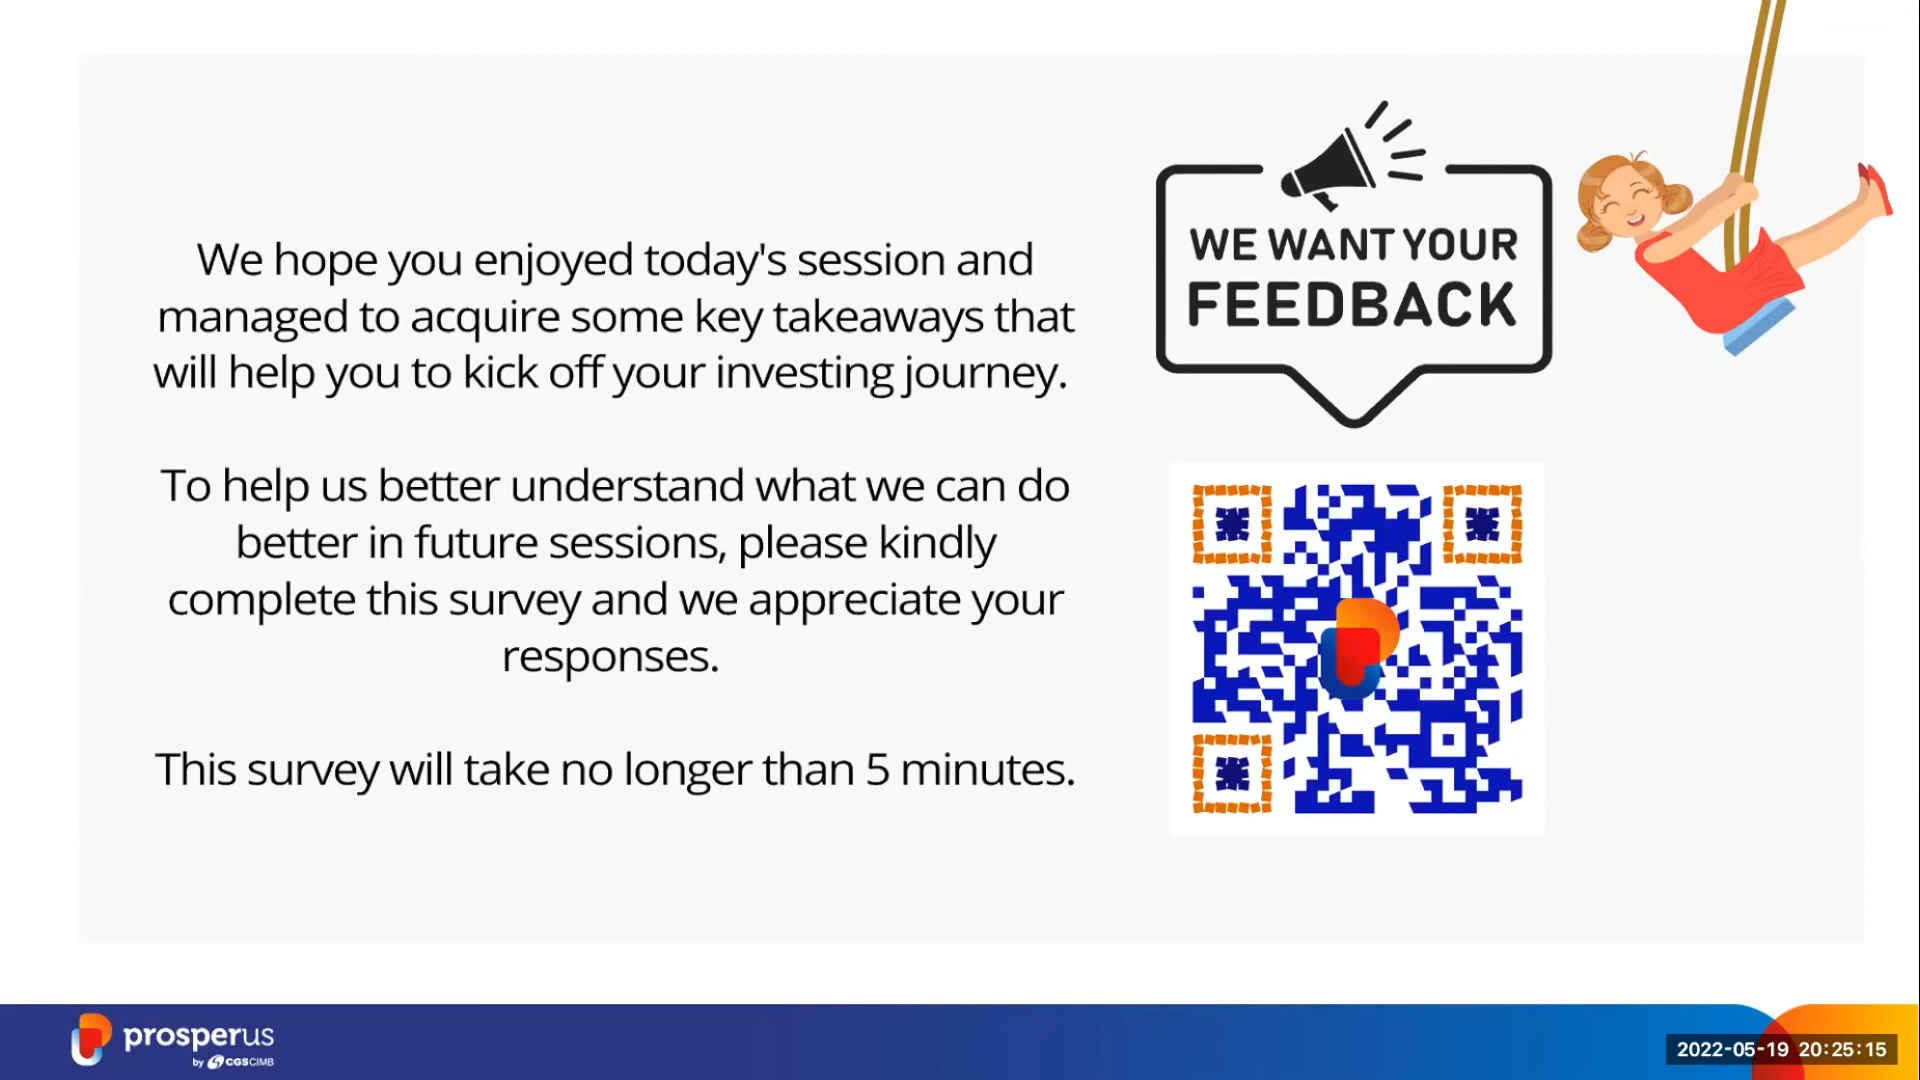 We hope you enjoyed today's session and
managed to acquire some key takeaways that
will help you to kick off your investing journey.
To help us better understand what we can do
better in future sessions, please kindly
complete this survey and we appreciate your
responses.
This survey will take no longer than 5 minutes.
WE WANT YOUR
FEEDBACK
prosperus
by CGS CIMB
2022-05-19 20:25:15